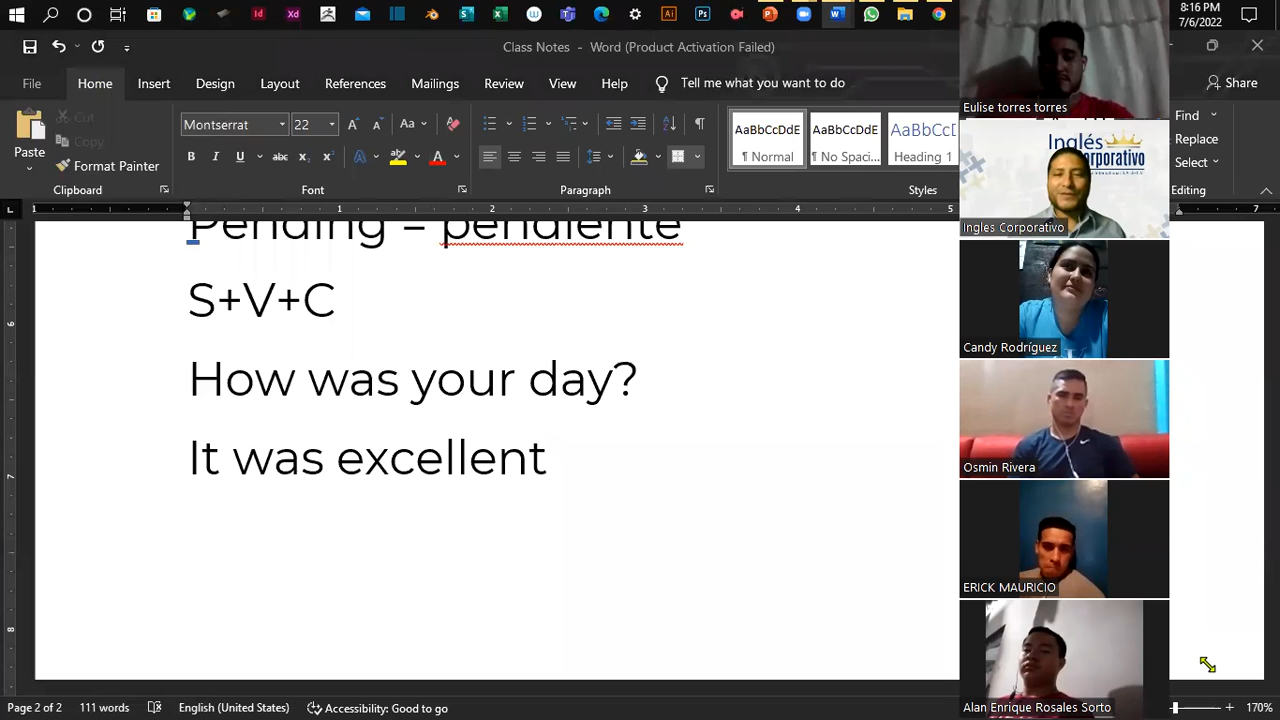 8:16 PM
7/6/2022
Class Notes - Word (Product Activation Failed)
File
Home
Insert
Design
Layout
References
Mailings
Review
View
Help
Tell me what you want to do
Share
Paste
Cut
Copy
Format Painter
Clipboard
Montserrat
22
Font
Paragraph
AaBbCcDdE
¶ Normal
AaBbCcDdE
¶ No Spaci...
AaBbC
Heading 1
Styles
Find
Replace
Select
Editing
Pending = pendiente
S+V+C
How was your day?
It was excellent
Eulise torres torres
Inglés
Corporativo
Ingles Corporativo
Candy Rodríguez
Osmin Rivera
ERICK MAURICIO
Alan Enrique Rosales Sorto
Page 2 of 2
111 words
English (United States)
Accessibility: Good to go
170%